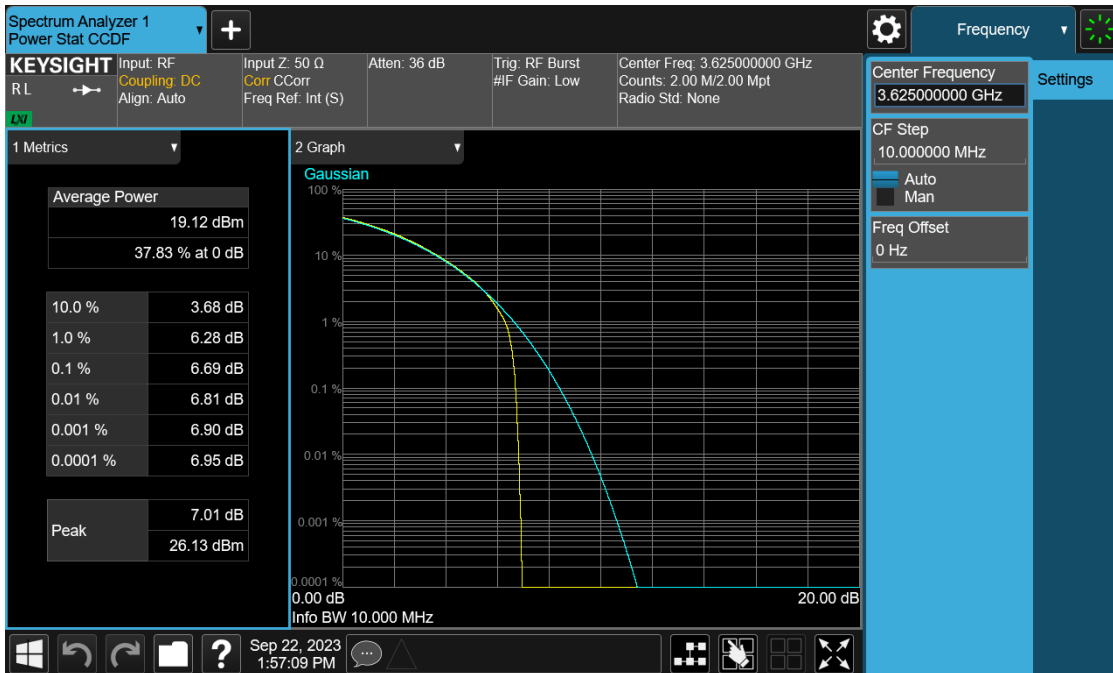 Spectrum Analyzer 1
Power Stat CCDF
+
Frequency
KEYSIGHT
RL
LXI
Input: RF
Coupling: DC
Align: Auto
Input Z: 50 Ω
Corr CCorr
Freq Ref: Int (S)
Atten: 36 dB
Trig: RF Burst
#IF Gain: Low
Center Freq: 3.625000000 GHz
Counts: 2.00 M/2.00 Mpt
Radio Std: None
Center Frequency
3.625000000 GHz
Settings
CF Step
10.000000 MHz
Auto
Man
Freq Offset
0 Hz
1 Metrics
Average Power
19.12 dBm
37.83 % at 0 dB
10.0 % 3.68 dB
1.0 % 6.28 dB
0.1 % 6.69 dB
0.01 % 6.81 dB
0.001 % 6.90 dB
0.0001 % 6.95 dB
Peak
7.01 dB
26.13 dBm
2 Graph
Gaussian
100 %
10 %
1 %
0.1 %
0.01 %
0.001 %
0.0001 %
0.00 dB 20.00 dB
Info BW 10.000 MHz
?
Sep 22, 2023
1:57:09 PM